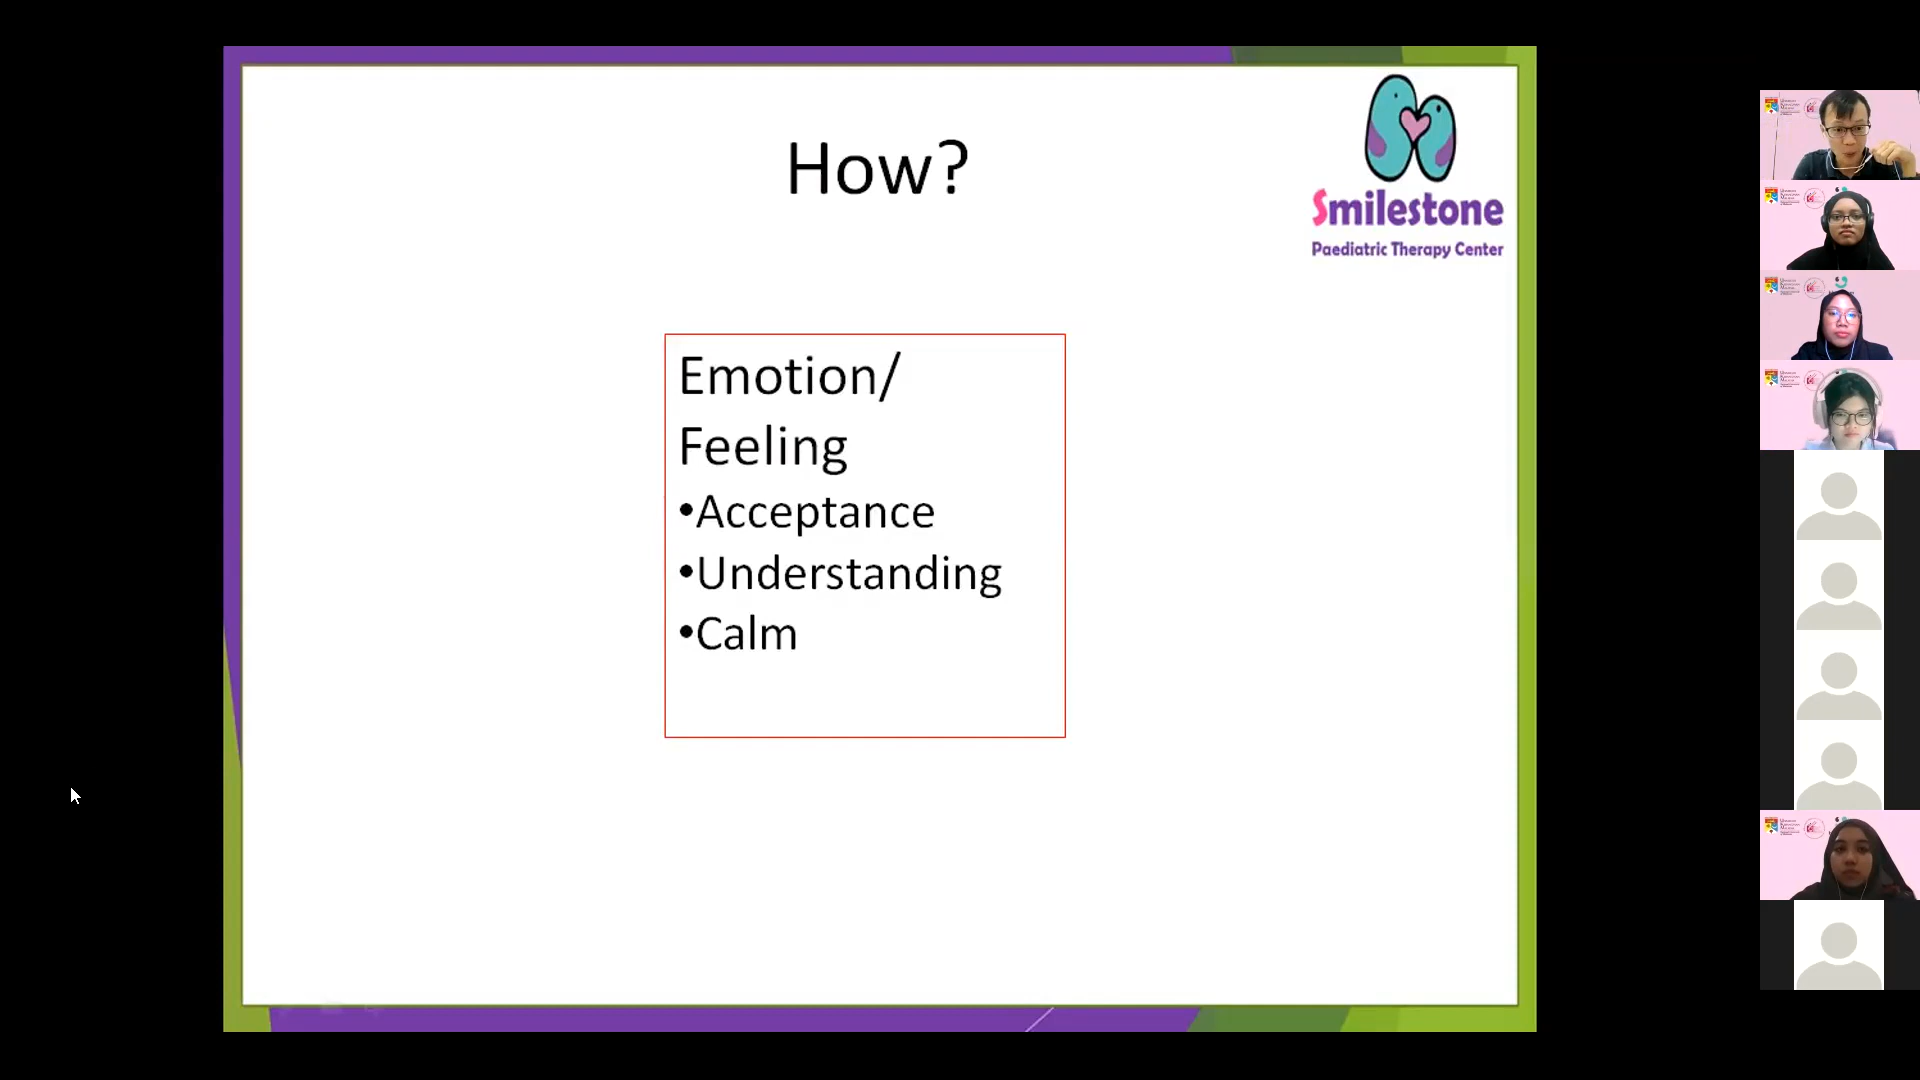 How?
Smilestone
Paediatric Therapy Center
Emotion/
Feeling
•Acceptance
•Understanding
•Calm